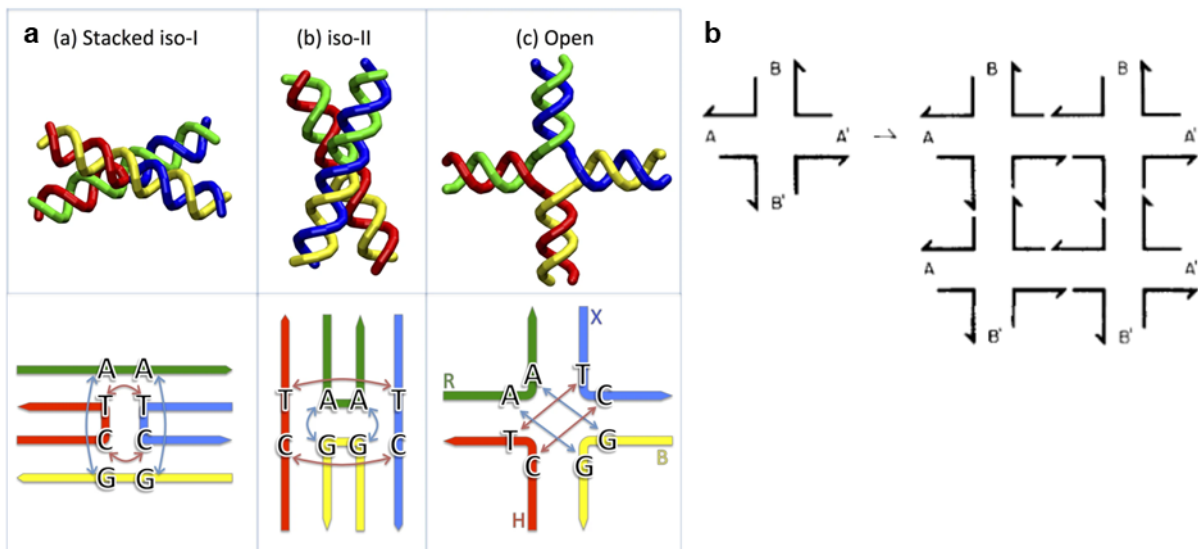 a
(a) Stacked iso-I
(b) iso-II
(c) Open
A A
T T
C C
G G
T A A T
C G G C
X
R
A A T C
T C G G
B
H
b
B
A A'
B'
B B
A
A A'
B' B'